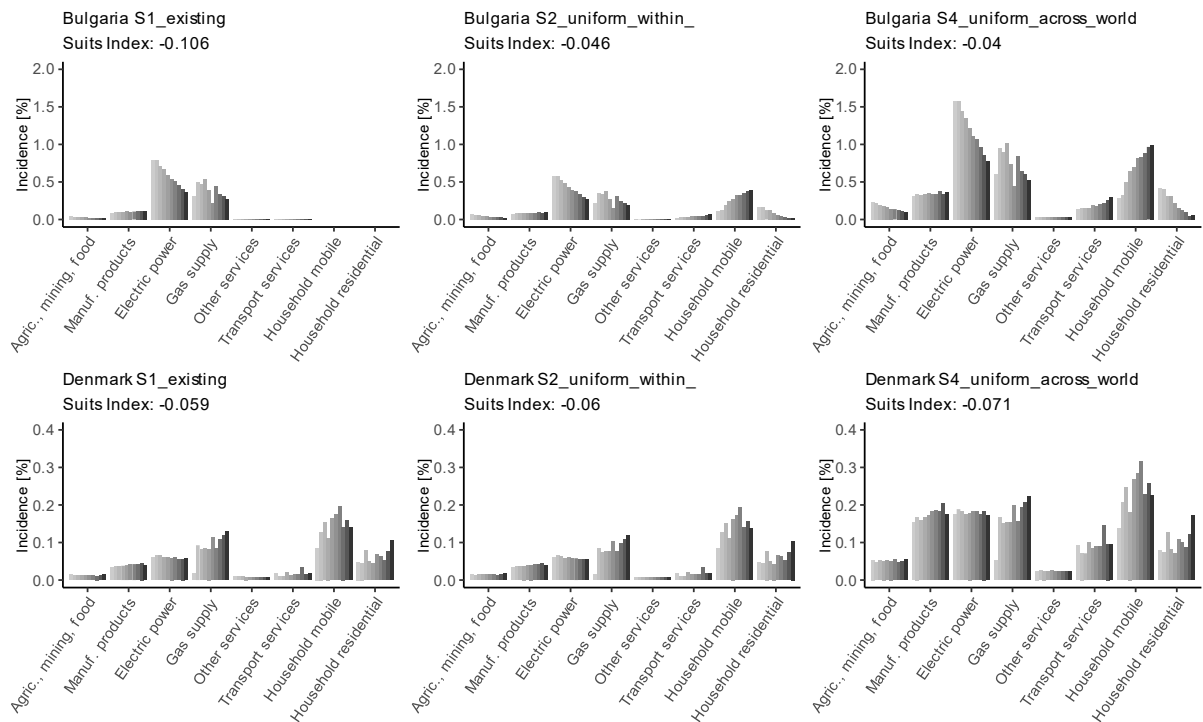 Bulgaria S1_existing
Suits Index: -0.106
Incidence [%]
2.0
1.5
1.0
0.5
0.0
Agric., mining, food
Manuf. products
Electric power
Gas supply
Other services
Transport services
Household mobile
Household residential
Bulgaria S2_uniform_within_
Suits Index: -0.046
Incidence [%]
2.0
1.5
1.0
0.5
0.0
Agric., mining, food
Manuf. products
Electric power
Gas supply
Other services
Transport services
Household mobile
Household residential
Bulgaria S4_uniform_across_world
Suits Index: -0.04
Incidence [%]
2.0
1.5
1.0
0.5
0.0
Agric., mining, food
Manuf. products
Electric power
Gas supply
Other services
Transport services
Household mobile
Household residential
Denmark S1_existing
Suits Index: -0.059
Incidence [%]
0.4
0.3
0.2
0.1
0.0
Agric., mining, food
Manuf. products
Electric power
Gas supply
Other services
Transport services
Household mobile
Household residential
Denmark S2_uniform_within_
Suits Index: -0.06
Incidence [%]
0.4
0.3
0.2
0.1
0.0
Agric., mining, food
Manuf. products
Electric power
Gas supply
Other services
Transport services
Household mobile
Household residential
Denmark S4_uniform_across_world
Suits Index: -0.071
Incidence [%]
0.4
0.3
0.2
0.1
0.0
Agric., mining, food
Manuf. products
Electric power
Gas supply
Other services
Transport services
Household mobile
Household residential